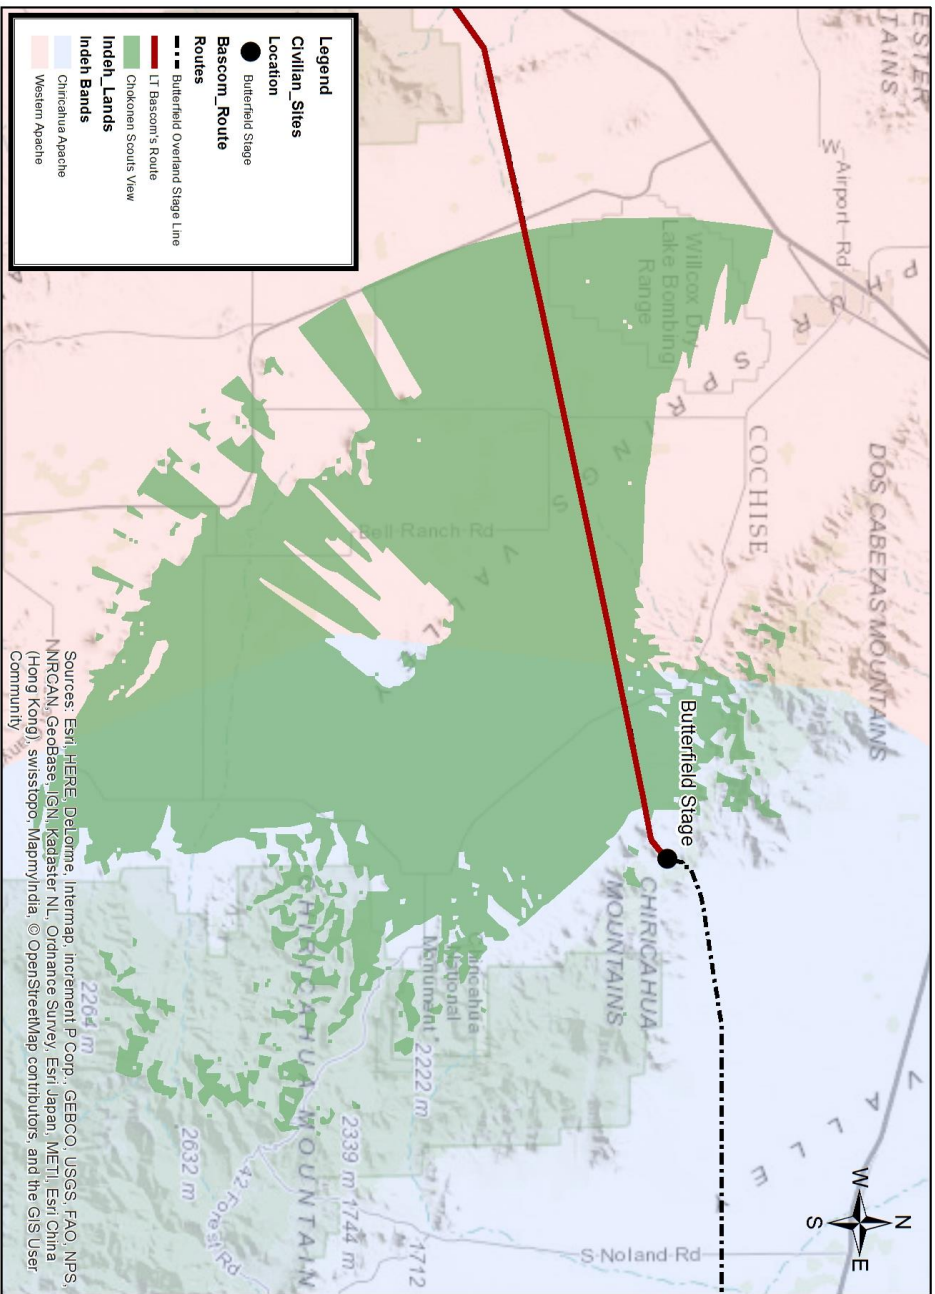 Legend
Civilian_Sites
Location
Butterfield Stage
Bascom_Route
Routes
Butterfield Overland Stage Line
LT Bascom's Route
Chokonen Scouts View
Indeh_Lands
Indeh Bands
Chiricahua Apache
Western Apache
W-Airport-Rd
Willcox Dry
Lake Bombing
Range
S P R I N G S
V A L L
COCHISE
DOS CABEZAS MOUNTAINS
Bell Ranch Rd
Butterfield Stage
CHIRICAHUA
MOUNTAINS
Chiricahua
National
Monument
2222 m
CHIRICAHUA MOUNTAIN
2264 m
2339 m
1744 m
2632 m
42 Forest Rd
1712
S-Noland-Rd
V A L L E
N
W
E
S
Sources: Esri, HERE, DeLorme, Intermap, increment P Corp., GEBCO, USGS, FAO, NPS,
NRCAN, GeoBase, IGN, Kadaster NL, Ordnance Survey, Esri Japan, METI, Esri China
(Hong Kong), swisstopo, MapmyIndia, © OpenStreetMap contributors, and the GIS User
Community